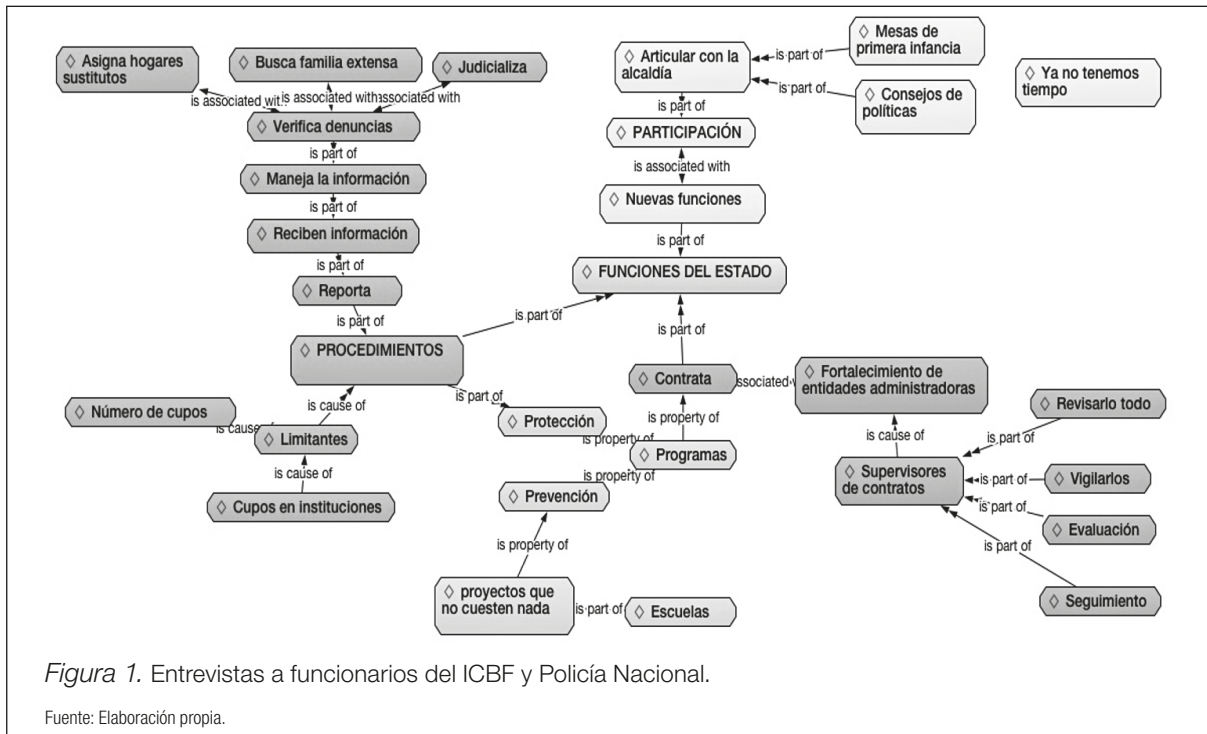 ◇ Asigna hogares
sustitutos
◇ Busca familia extensa
◇ Judicializa
is associated with
is associated with
associated with
◇ Verifica denuncias
is part of
◇ Maneja la información
is part of
◇ Reciben información
is part of
◇ Reporta
is part of
◇ PROCEDIMIENTOS
is part of
is part of
◇ Número de cupos
is cause of
is cause of
◇ Limitantes
is cause of
◇ Cupos en instituciones
◇ Articular con la
alcaldía
is part of
◇ Mesas de
primera infancia
is part of
◇ Consejos de
políticas
◇ Ya no tenemos
tiempo
is part of
◇ PARTICIPACIÓN
is associated with
◇ Nuevas funciones
is part of
◇ FUNCIONES DEL ESTADO
is part of
◇ Contrata
associated w
◇ Fortalecimiento de
entidades administradoras
is property of
◇ Protección
is property of
◇ Programas
is property of
◇ Prevención
is property of
◇ proyectos que
no cuesten nada
is part of
◇ Escuelas
is cause of
◇ Supervisores
de contratos
◇ Revisarlo todo
is part of
is part of
◇ Vigilarlos
is part of
◇ Evaluación
is part of
◇ Seguimiento
Figura 1. Entrevistas a funcionarios del ICBF y Policía Nacional.
Fuente: Elaboración propia.